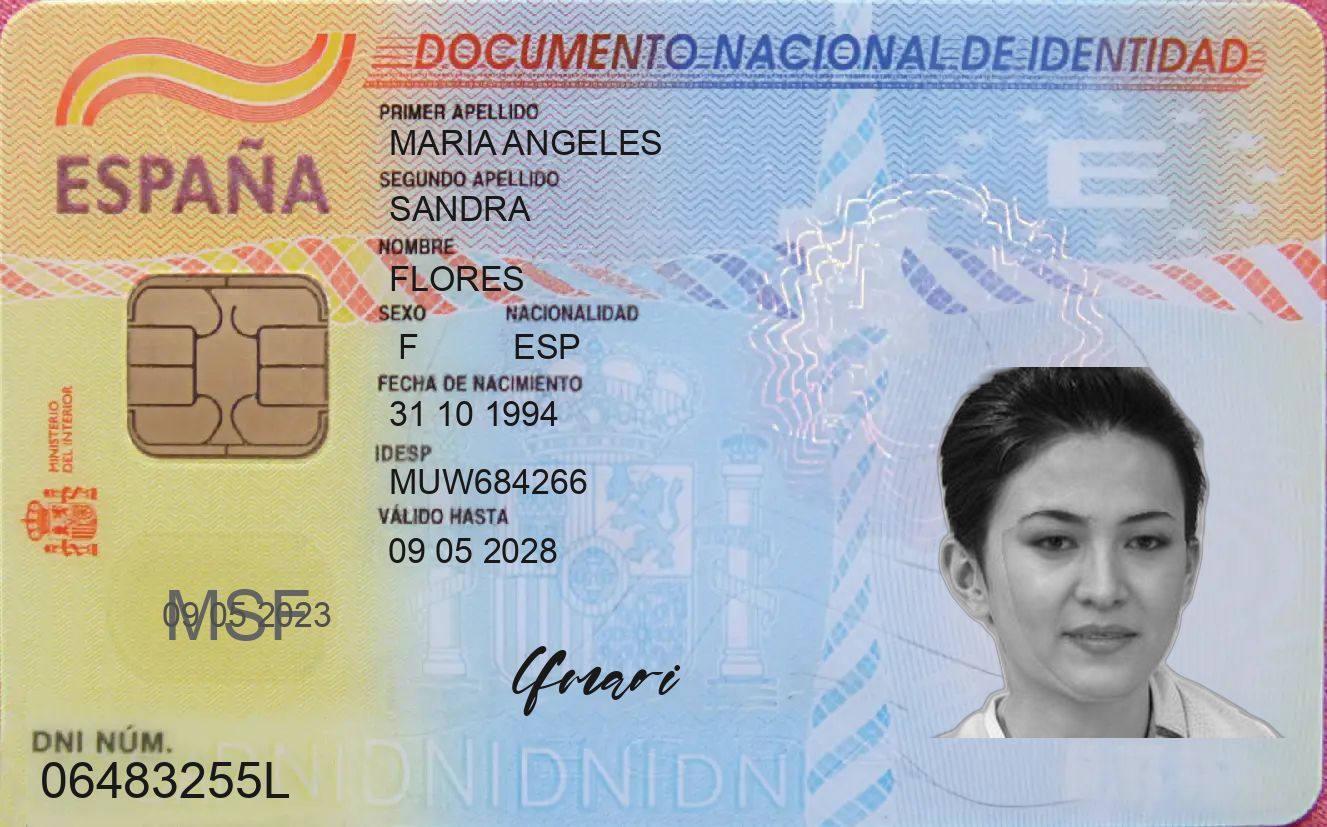 DOCUMENTO NACIONAL DE IDENTIDAD
ESPAÑA
E
PRIMER APELLIDO
MARIA ANGELES
SEGUNDO APELLIDO
SANDRA
NOMBRE
FLORES
SEXO NACIONALIDAD
F ESP
FECHA DE NACIMIENTO
31 10 1994
IDESP
MUW684266
VÁLIDO HASTA
09 05 2028
MINISTERIO
DEL INTERIOR
MSF
09 05 2023
DNI NÚM.
06483255L
DNIDNIDNIDNI